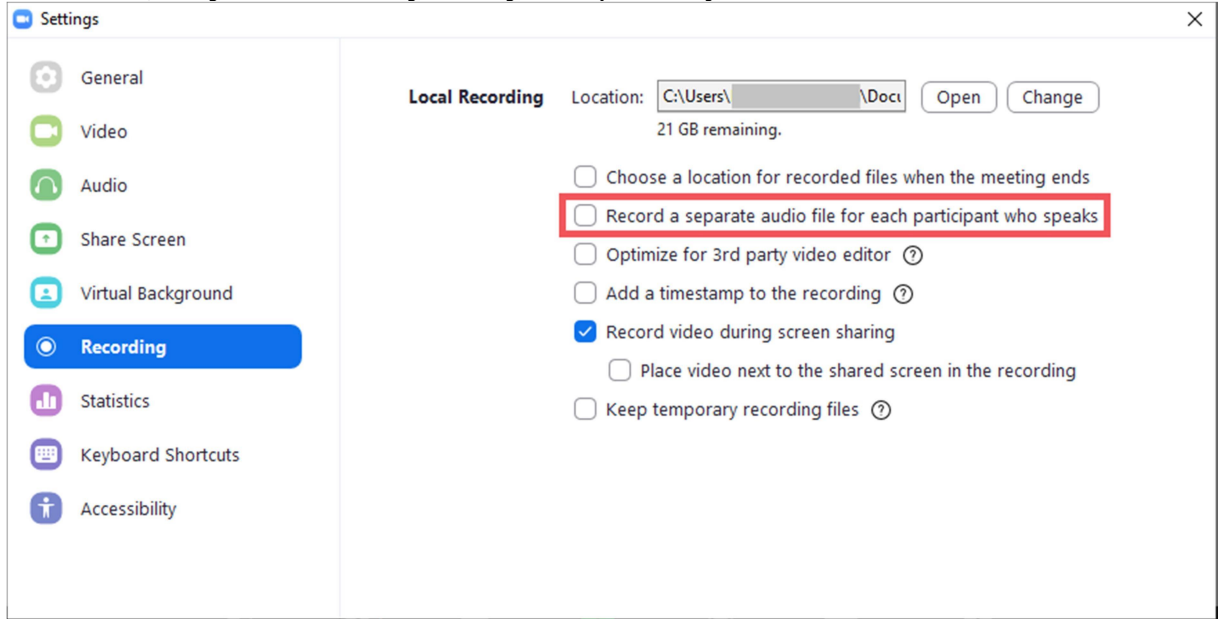 Settings
General
Video
Audio
Share Screen
Virtual Background
Recording
Statistics
Keyboard Shortcuts
Accessibility
Local Recording Location: C:\Users\ \Docu Open Change
21 GB remaining.
Choose a location for recorded files when the meeting ends
Record a separate audio file for each participant who speaks
Optimize for 3rd party video editor ?
Add a timestamp to the recording ?
Record video during screen sharing
Place video next to the shared screen in the recording
Keep temporary recording files ?